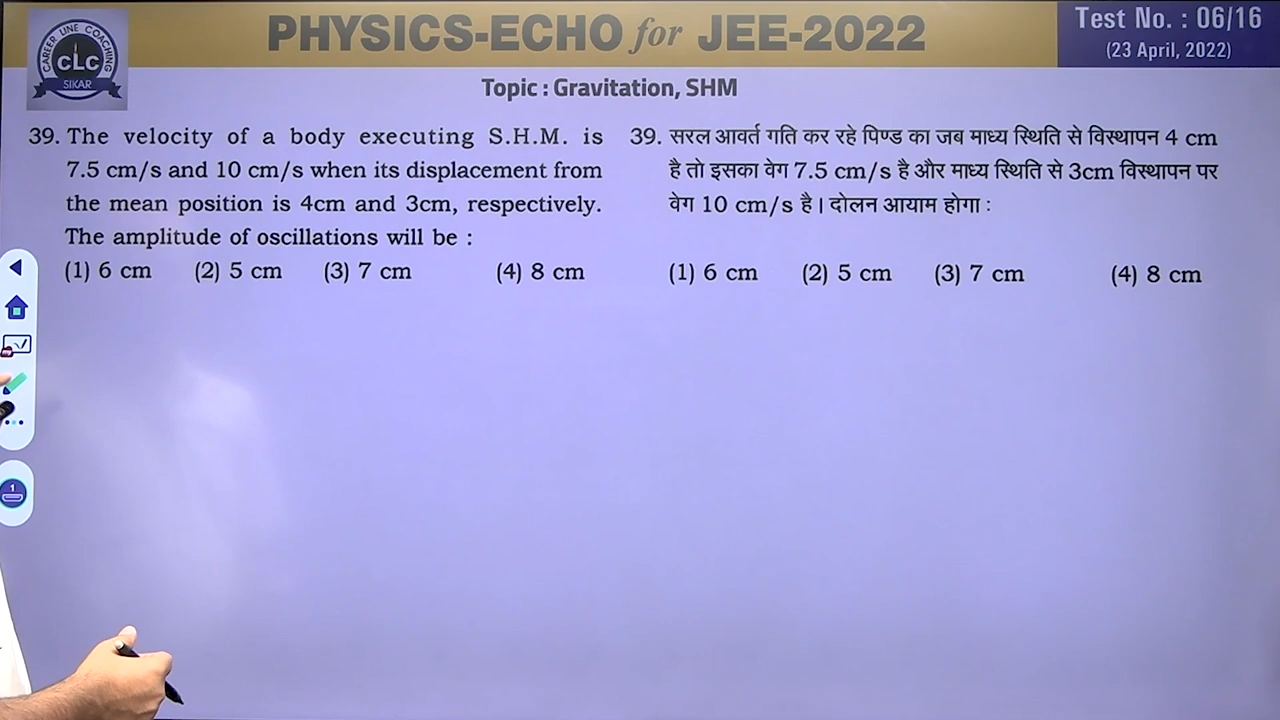 CAREER LINE COACHING
CLC
SIKAR
PHYSICS-ECHO for JEE-2022
Test No. : 06/16
(23 April, 2022)
Topic : Gravitation, SHM
39. The velocity of a body executing S.H.M. is
7.5 cm/s and 10 cm/s when its displacement from
the mean position is 4cm and 3cm, respectively.
The amplitude of oscillations will be :
(1) 6 cm (2) 5 cm (3) 7 cm (4) 8 cm
39. सरल आवर्त गति कर रहे पिण्ड का जब माध्य स्थिति से विस्थापन 4 cm
है तो इसका वेग 7.5 cm/s है और माध्य स्थिति से 3cm विस्थापन पर
वेग 10 cm/s है। दोलन आयाम होगा :
(1) 6 cm (2) 5 cm (3) 7 cm (4) 8 cm
1